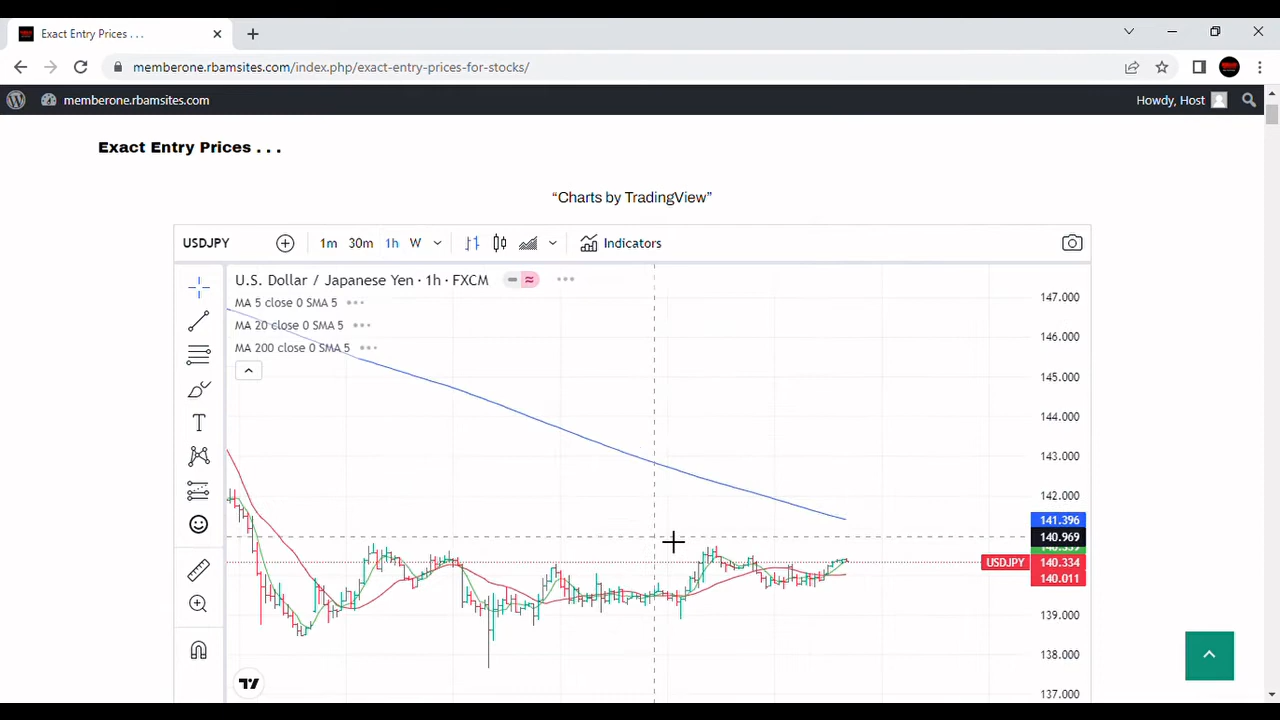 Exact Entry Prices . . .
memberone.rbamsites.com/index.php/exact-entry-prices-for-stocks/
memberone.rbamsites.com
Howdy, Host
Exact Entry Prices . . .
“Charts by TradingView”
USDJPY 1m 30m 1h W Indicators
U.S. Dollar / Japanese Yen · 1h · FXCM
MA 5 close 0 SMA 5
MA 20 close 0 SMA 5
MA 200 close 0 SMA 5
147.000
146.000
145.000
144.000
143.000
142.000
141.396
140.969
USDJPY 140.334
140.011
139.000
138.000
137.000